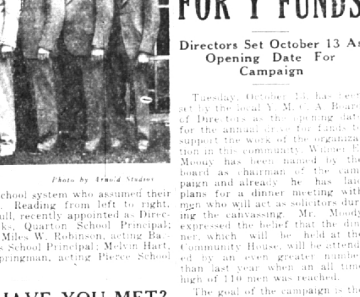 Photo by Arnold Studios
school system who assumed their
Reading from left to right,
ull, recently appointed as Direc-
ks, Quarton School Principal;
Miles W. Robinson, acting Ba-
s School Principal; Melvin Hart,
pringman, acting Pierce School
HAVE YOU MET?
FOR Y FUNDS
Directors Set October 13 A
Opening Date For
Campaign
Tuesday, October 13, has been
set by the local Y. M. C. A. Board
of Directors as the opening date
for the annual drive for funds to
support the work of the organiza-
tion in this community. Warner E.
Moody has been named by the
board as chairman of the cam-
paign and already he has laid
plans for a dinner meeting with
men who will act as solicitors dur-
ing the canvassing. Mr. Moody
expressed the belief that the din-
ner, which will be held at the
Community House, will be attend-
ed by an even greater number
than last year when an all time
high of 110 men was reached.
The goal of the campaign is the